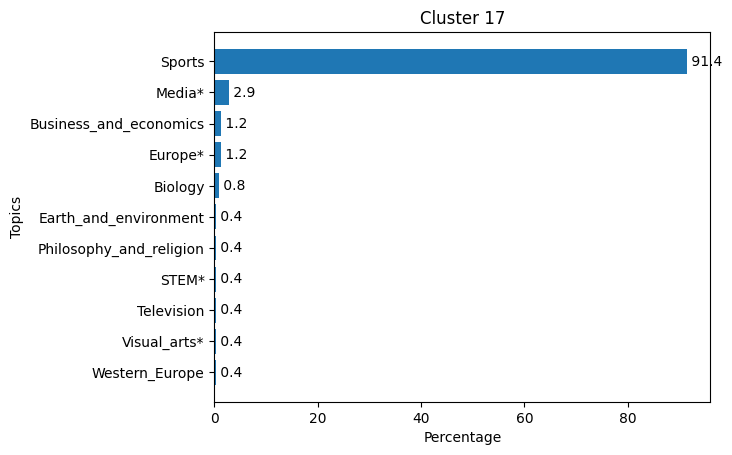 Cluster 17
Topics
Sports 91.4
Media* 2.9
Business_and_economics 1.2
Europe* 1.2
Biology 0.8
Earth_and_environment 0.4
Philosophy_and_religion 0.4
STEM* 0.4
Television 0.4
Visual_arts* 0.4
Western_Europe 0.4
0 20 40 60 80
Percentage